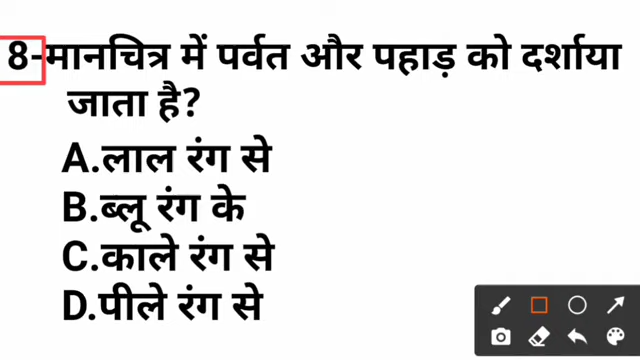 8-मानचित्र में पर्वत और पहाड़ को दर्शाया
जाता है?
A.लाल रंग से
B.ब्लू रंग के
C.काले रंग से
D.पीले रंग से